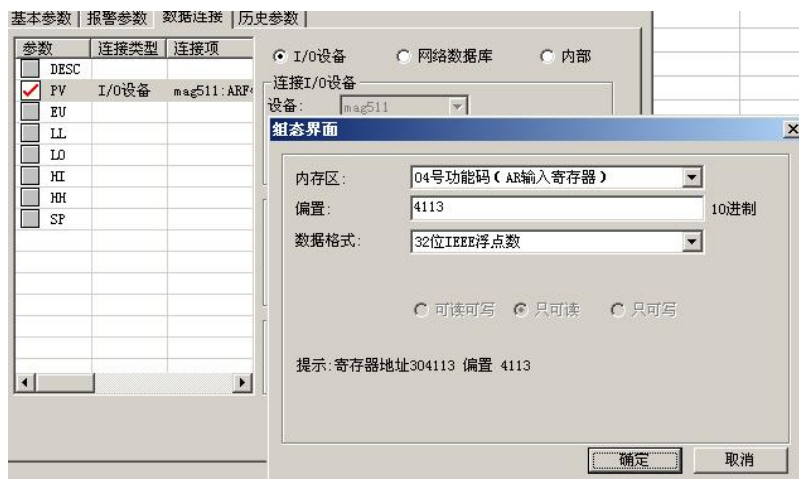 基本参数 报警参数 数据连接 历史参数
参数 连接类型 连接项
DESC
PV I/O设备 mag511:ARF4
EU
LL
LO
HI
HH
SP
I/O设备 网络数据库 内部
连接I/O设备
设备: mag511
组态界面
内存区: 04号功能码(AR输入寄存器)
偏置: 4113 10进制
数据格式: 32位IEEE浮点数
可读可写 只可读 只可写
提示:寄存器地址304113 偏置 4113
确定 取消